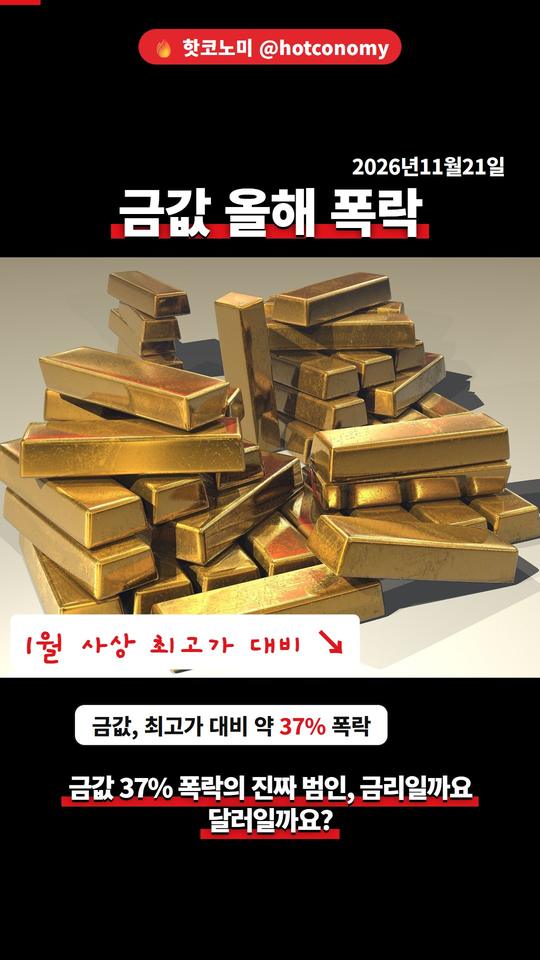 🔥 핫코노미 @hotconomy
2026년11월21일
금값 올해 폭락
1월 사상 최고가 대비 ↘
금값, 최고가 대비 약 37% 폭락
금값 37% 폭락의 진짜 범인, 금리일까요
달러일까요?